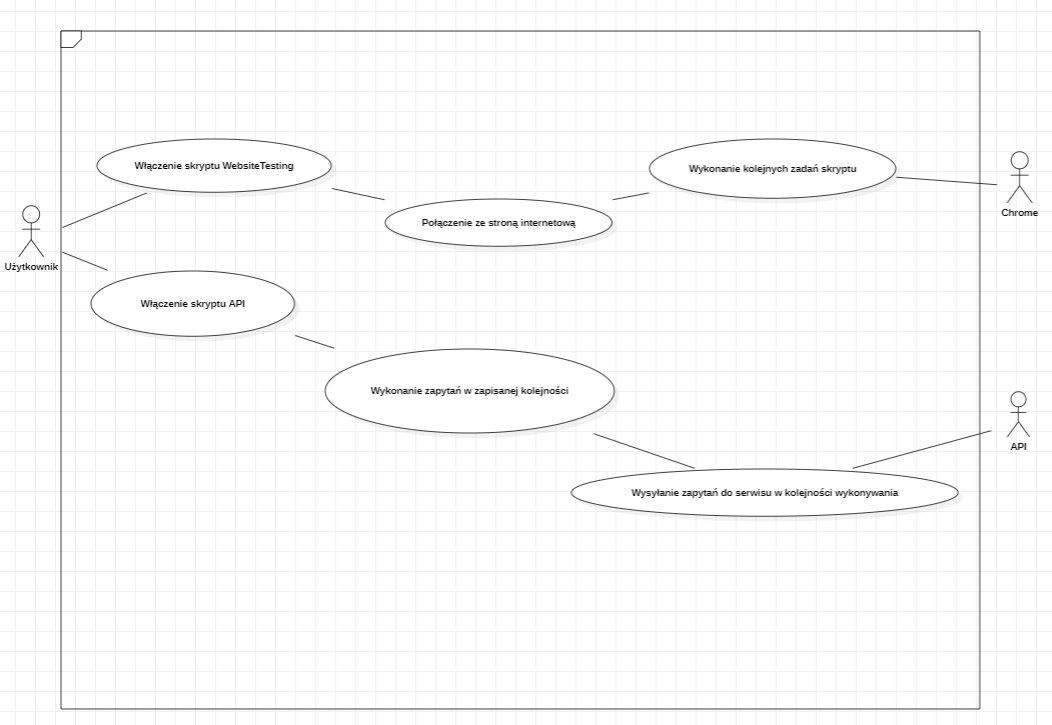 Włączenie skryptu WebsiteTesting
Wykonanie kolejnych zadań skryptu
Chrome
Połączenie ze stroną internetową
Użytkownik
Włączenie skryptu API
Wykonanie zapytań w zapisanej kolejności
API
Wysyłanie zapytań do serwisu w kolejności wykonywania